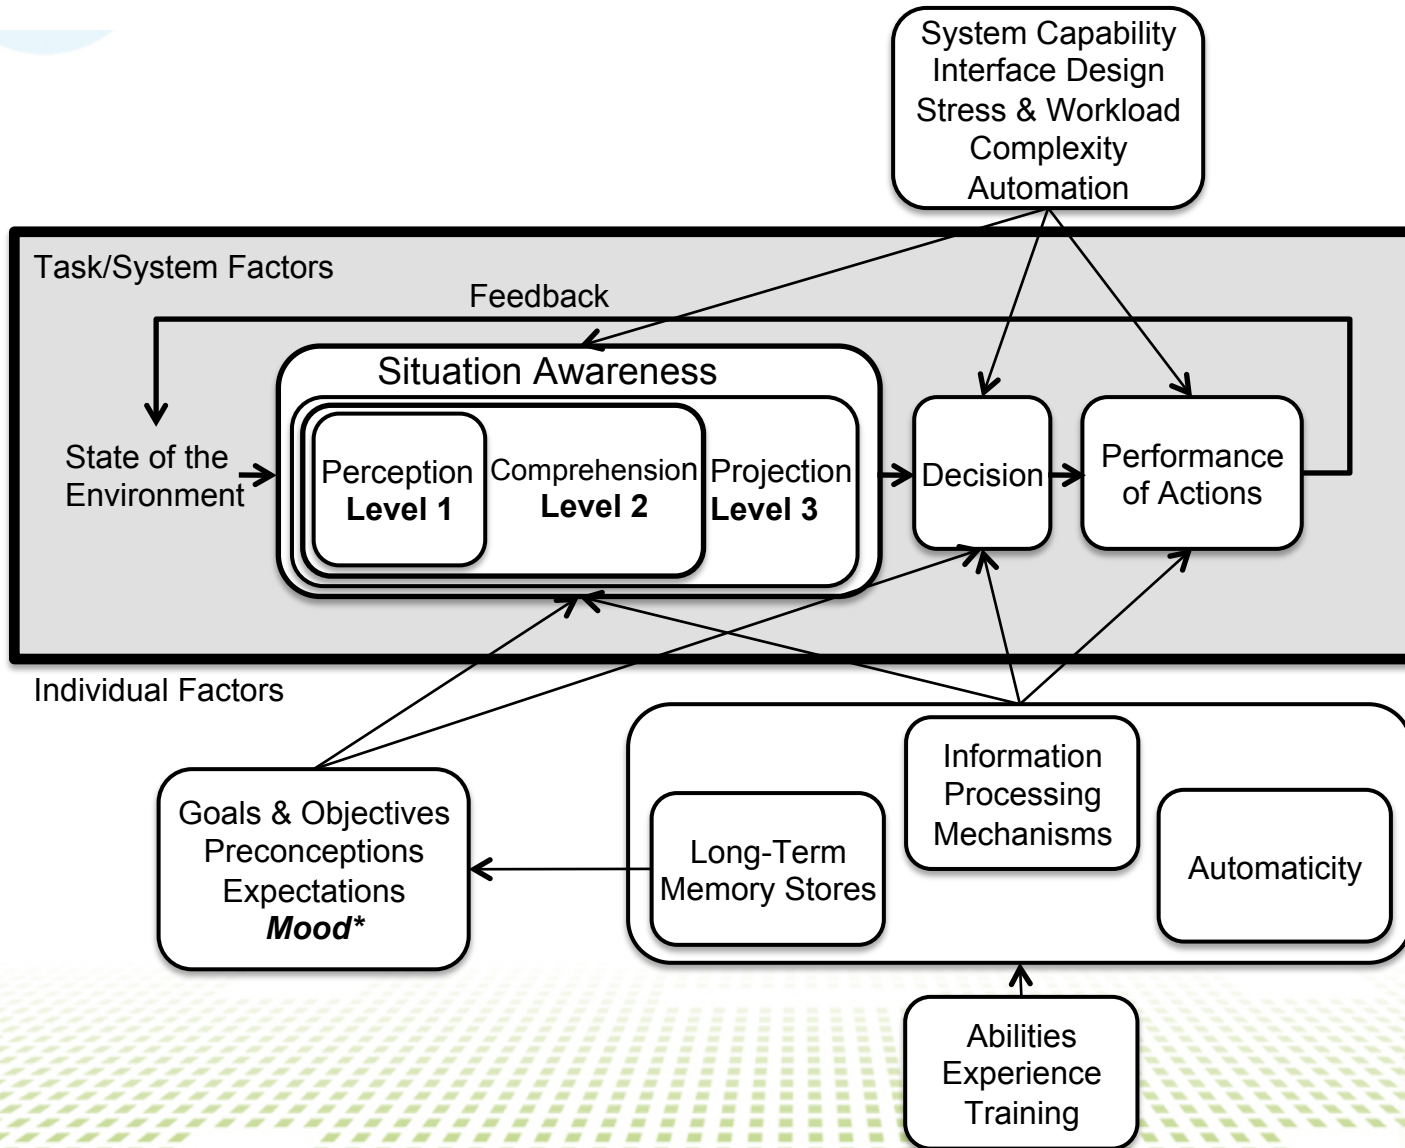 System Capability
Interface Design
Stress & Workload
Complexity
Automation
Task/System Factors
Feedback
Situation Awareness
State of the
Environment
Perception
Level 1
Comprehension
Level 2
Projection
Level 3
Decision
Performance
of Actions
Individual Factors
Goals & Objectives
Preconceptions
Expectations
Mood*
Long-Term
Memory Stores
Information
Processing
Mechanisms
Automaticity
Abilities
Experience
Training